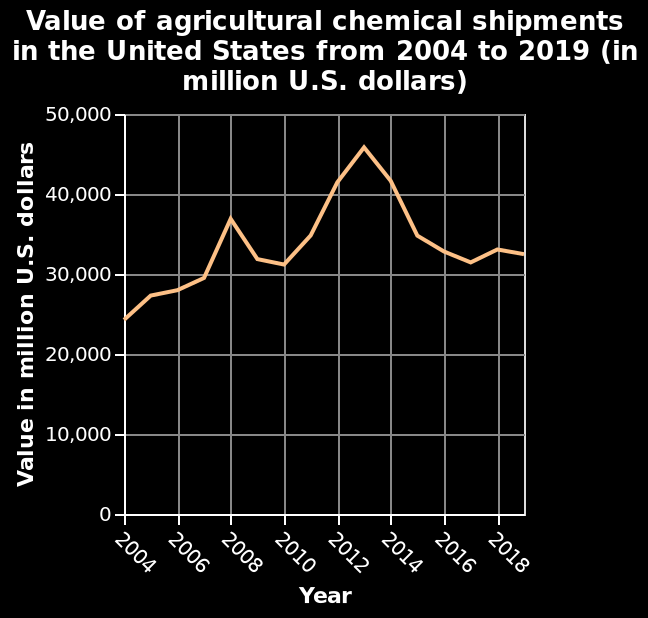 Value of agricultural chemical shipments
in the United States from 2004 to 2019 (in
million U.S. dollars)
Value in million U.S. dollars
50,000
40,000
30,000
20,000
10,000
0
2004
2006
2008
2010
2012
2014
2016
2018
Year